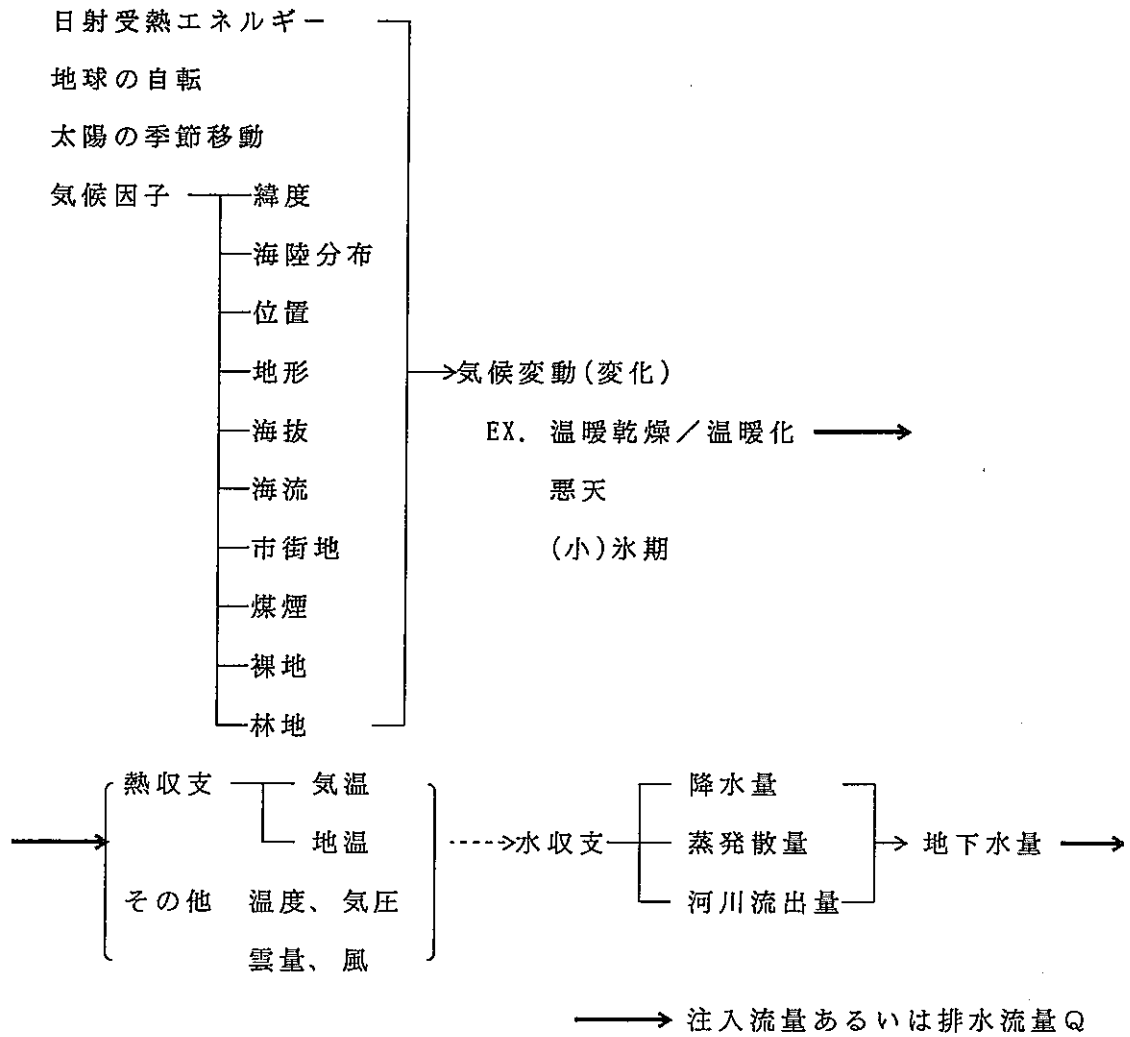 日射受熱エネルギー
地球の自転
太陽の季節移動
気候因子 緯度
海陸分布
位置
地形
気候変動(変化)
海抜
EX. 温暖乾燥／温暖化
海流
悪天
市街地
(小)氷期
煤煙
裸地
林地
熱収支 気温 降水量
地温 水収支 蒸発散量 地下水量
その他 温度、気圧 河川流出量
雲量、風
注入流量あるいは排水流量Q